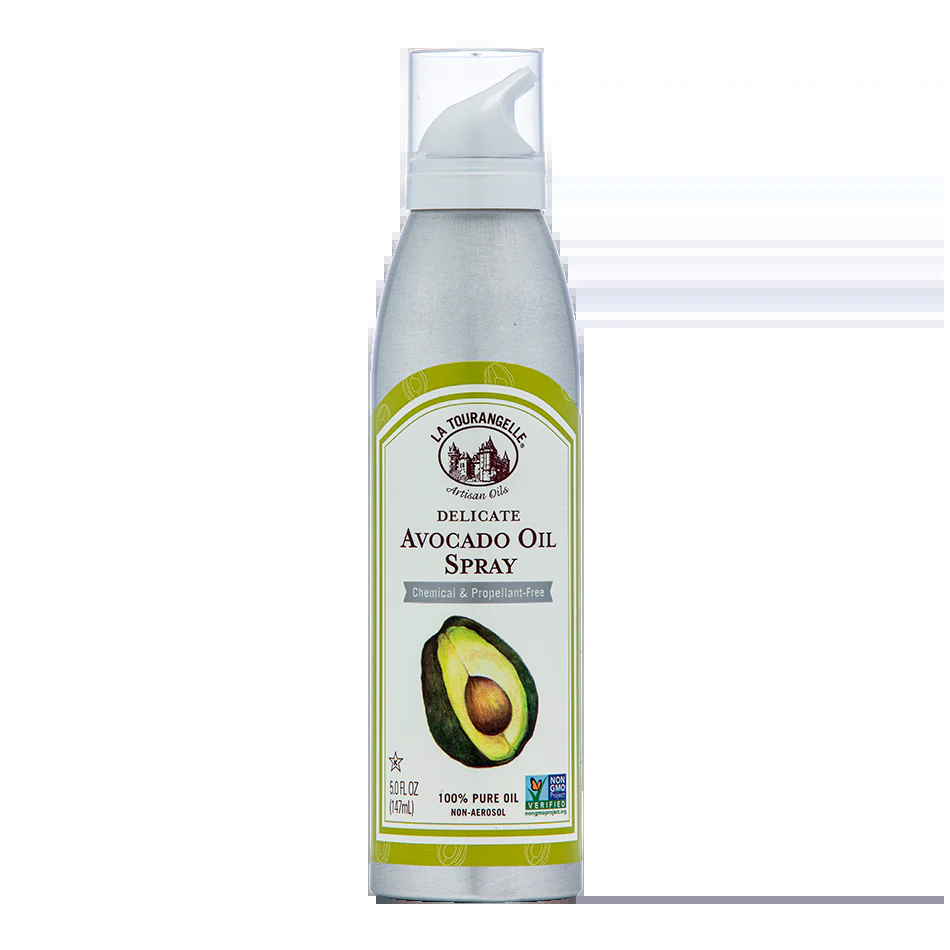 LA TOURANGELLE®
Artisan Oils
DELICATE
AVOCADO OIL
SPRAY
Chemical & Propellant-Free
K
5.0 FL OZ
(147mL)
100% PURE OIL
NON-AEROSOL
NON
GMO
Project
VERIFIED
nongmoproject.org